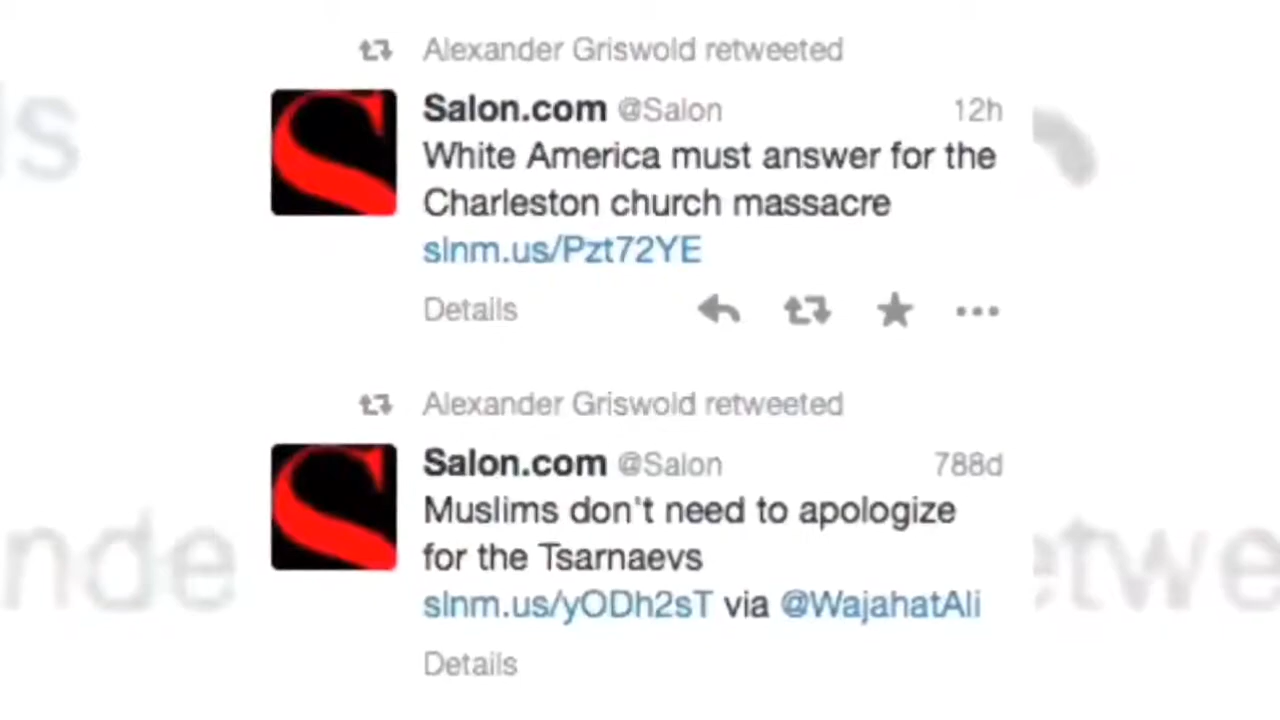 Alexander Griswold retweeted
Salon.com @Salon 12h
White America must answer for the
Charleston church massacre
slnm.us/Pzt72YE
Details
Alexander Griswold retweeted
Salon.com @Salon 788d
Muslims don't need to apologize
for the Tsarnaevs
slnm.us/yODh2sT via @WajahatAli
Details